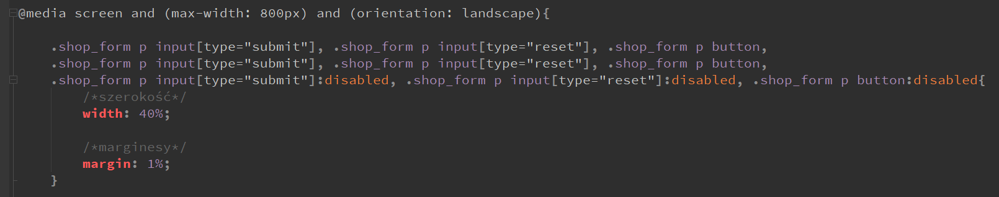 @media screen and (max-width: 800px) and (orientation: landscape){
.shop_form p input[type="submit"], .shop_form p input[type="reset"], .shop_form p button,
.shop_form p input[type="submit"], .shop_form p input[type="reset"], .shop_form p button,
.shop_form p input[type="submit"]:disabled, .shop_form p input[type="reset"]:disabled, .shop_form p button:disabled{
/*szerokość*/
width: 40%;
/*marginesy*/
margin: 1%;
}